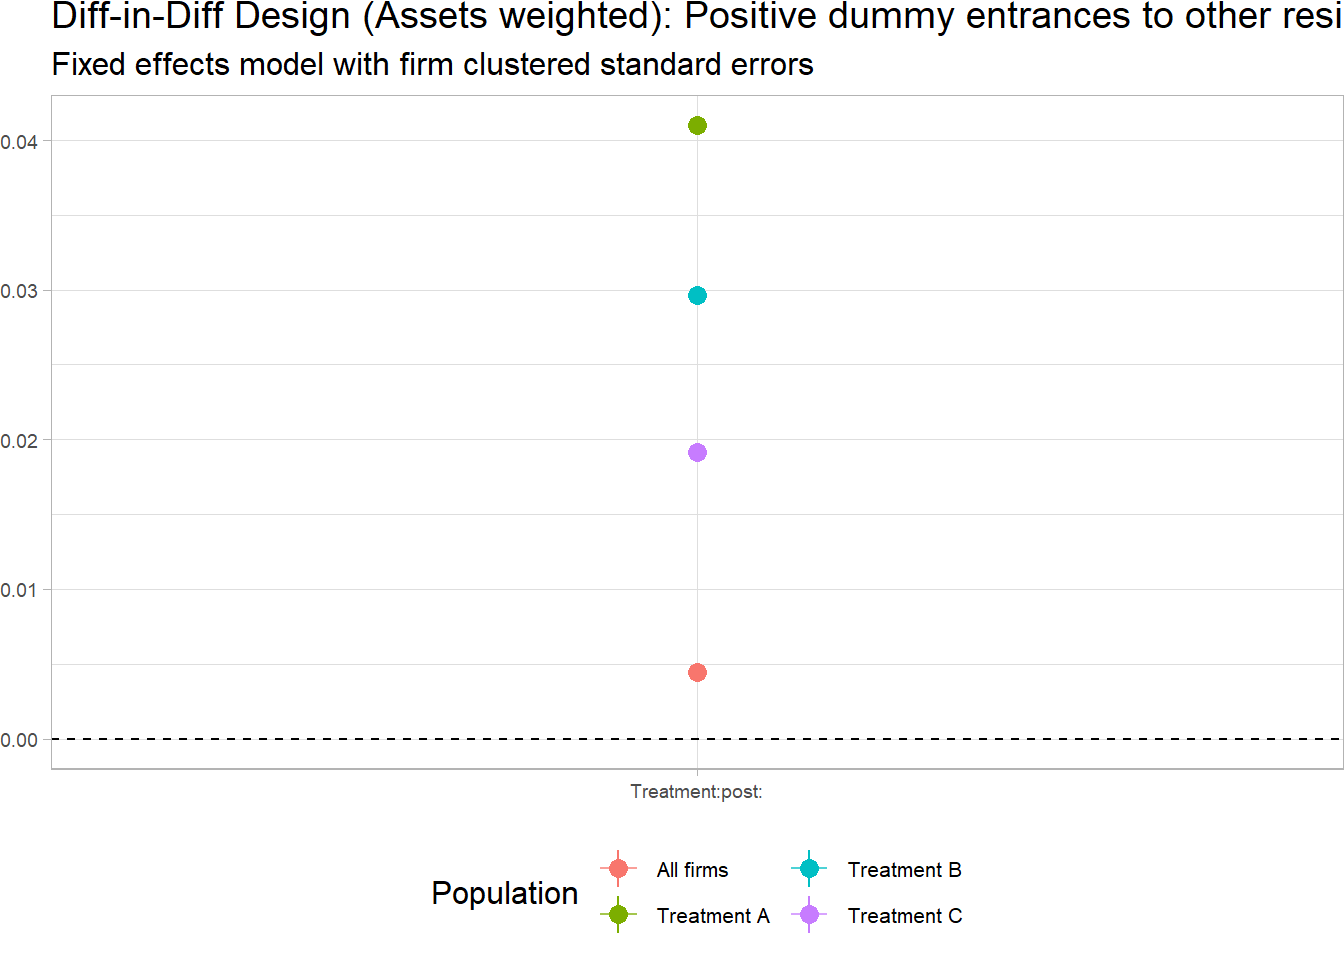 Diff-in-Diff Design (Assets weighted): Positive dummy entrances to other resi
Fixed effects model with firm clustered standard errors
0.04
0.03
0.02
0.01
0.00
Treatment:post:
Population
All firms
Treatment B
Treatment A
Treatment C